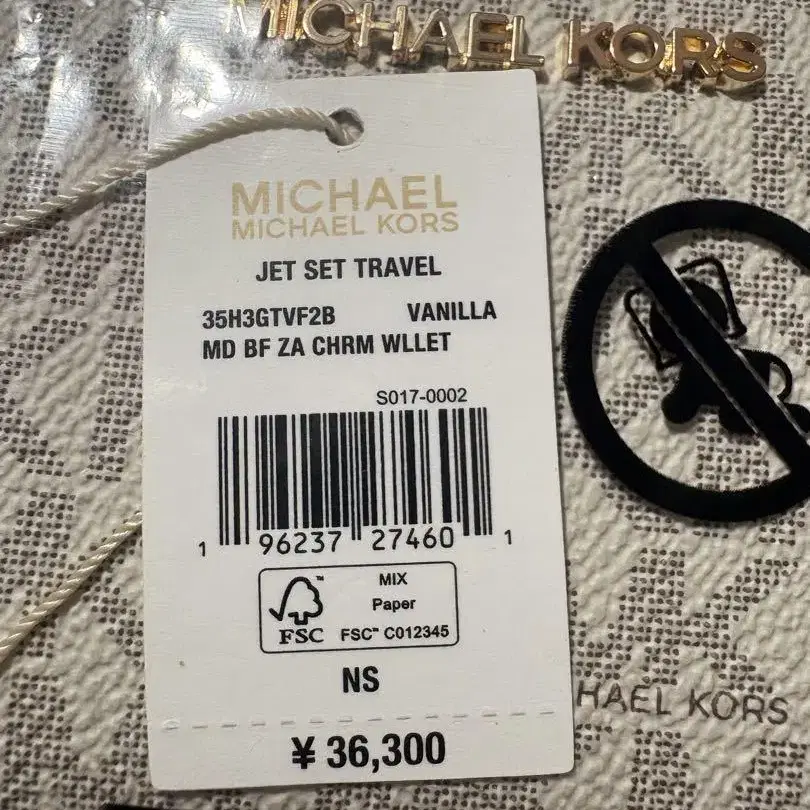 MICHAEL KORS
MICHAEL
MICHAEL KORS
JET SET TRAVEL
35H3GTVF2B VANILLA
MD BF ZA CHRM WLLET
S017-0002
1 96237 27460 1
MIX
Paper
FSC™ FSC™ C012345
NS
¥ 36,300
HAEL KORS